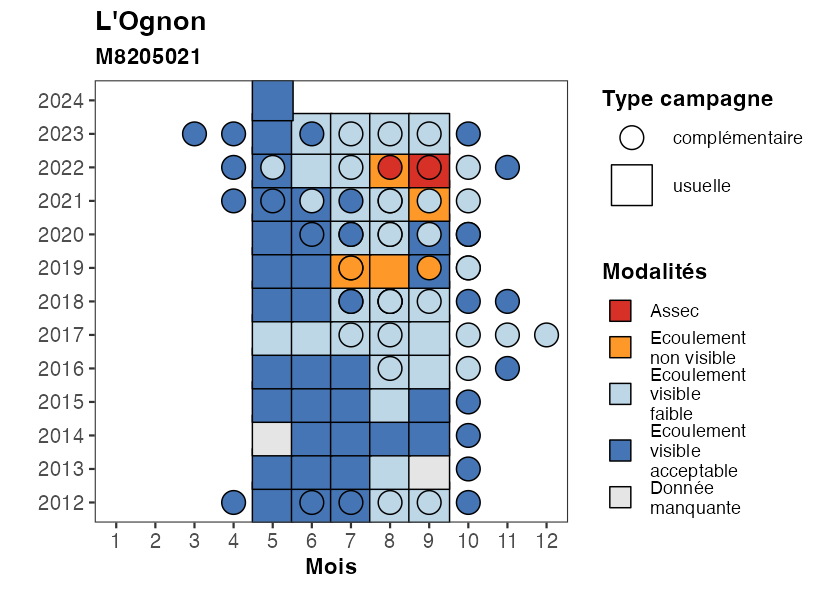 L'Ognon
M8205021
2024
2023
2022
2021
2020
2019
2018
2017
2016
2015
2014
2013
2012
1 2 3 4 5 6 7 8 9 10 11 12
Mois
Type campagne
complémentaire
usuelle
Modalités
Assec
Ecoulement
non visible
Ecoulement
visible
faible
Ecoulement
visible
acceptable
Donnée
manquante